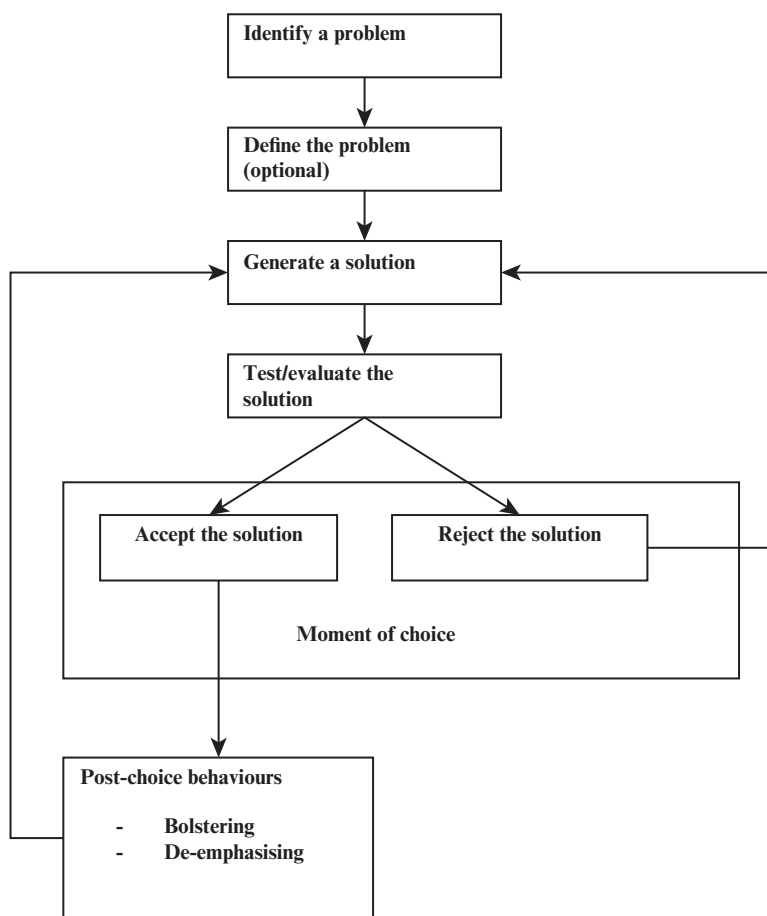 Identify a problem
Define the problem
(optional)
Generate a solution
Test/evaluate the
solution
Accept the solution
Reject the solution
Moment of choice
Post-choice behaviours
- Bolstering
- De-emphasising